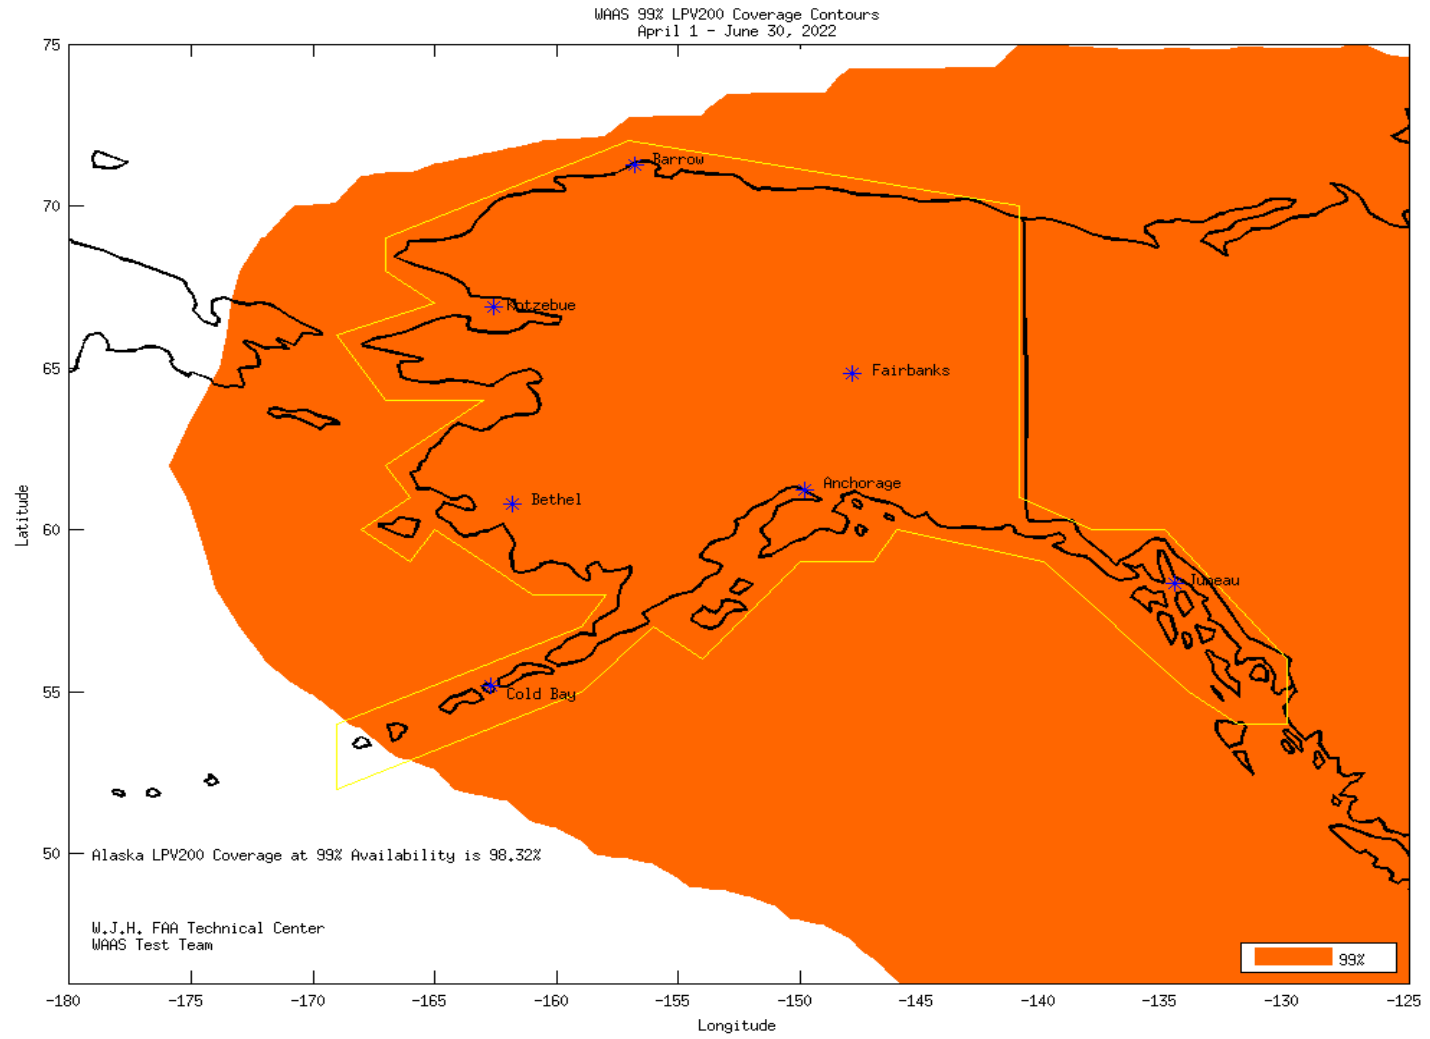 WAAS 99% LPV200 Coverage Contours
April 1 - June 30, 2022
75
70
65
60
55
50
Latitude
Barrow
Kotzebue
Fairbanks
Anchorage
Bethel
Juneau
Cold Bay
Alaska LPV200 Coverage at 99% Availability is 98.32%
W.J.H. FAA Technical Center
WAAS Test Team
99%
-180 -175 -170 -165 -160 -155 -150 -145 -140 -135 -130 -125
Longitude